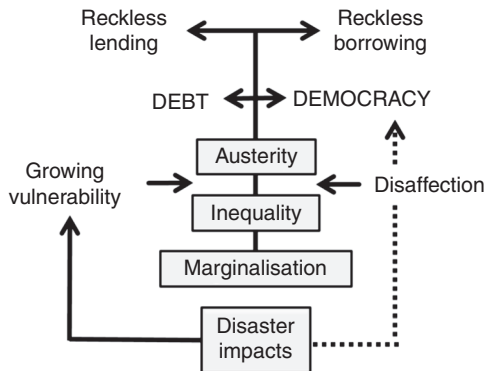 Reckless
lending
Reckless
borrowing
DEBT
DEMOCRACY
Austerity
Growing
vulnerability
Disaffection
Inequality
Marginalisation
Disaster
impacts